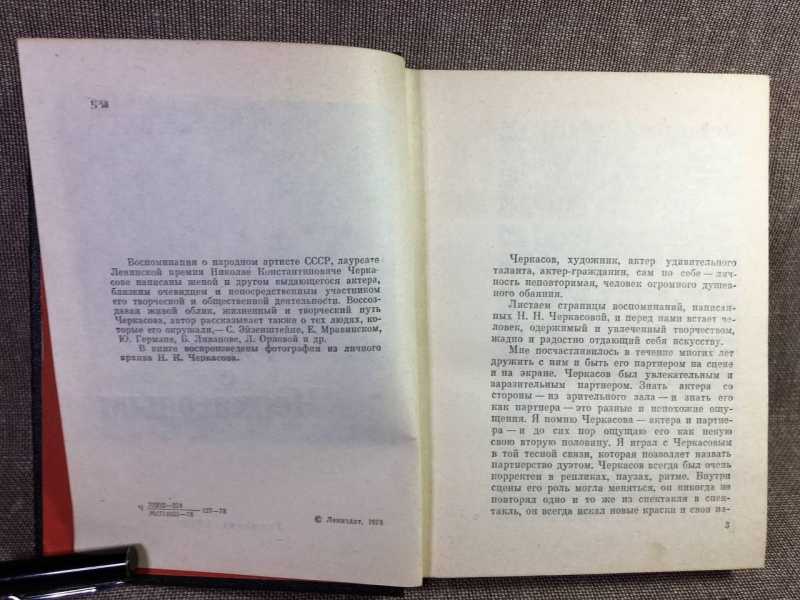 Воспоминания о народном артисте СССР, лауреате
Ленинской премии Николае Константиновиче Черка-
сове написаны женой и другом выдающегося актера,
близким очевидцем и непосредственным участником
его творческой и общественной деятельности. Воссоз-
давая живой облик, жизненный и творческий путь
Черкасова, автор рассказывает также о тех людях, ко-
торые его окружали,— С. Эйзенштейне, Е. Мравинском,
Ю. Германе, Б. Ливанове, Л. Орловой и др.
В книге воспроизведены фотографии из личного
архива Н. К. Черкасова.
© Лениздат, 1978
Черкасов, художник, актер удивительного
таланта, актер-гражданин, сам по себе — лич-
ность неповторимая, человек огромного душев-
ного обаяния.
Листаем страницы воспоминаний, написан-
ных Н. Н. Черкасовой, и перед нами встает че-
ловек, одержимый и увлеченный творчеством,
жадно и радостно отдающий себя искусству.
Мне посчастливилось в течение многих лет
дружить с ним и быть его партнером на сцене
и на экране. Черкасов был увлекательным и
заразительным партнером. Знать актера со
стороны — из зрительного зала — и знать его
как партнера — это разные и непохожие ощу-
щения. Я помню Черкасова — актера и партне-
ра — и до сих пор ощущаю его как некую
свою вторую половину. Я играл с Черкасовым
в той тесной связи, которая позволяет назвать
партнерство дуэтом. Черкасов всегда был очень
корректен в репликах, паузах, ритме. Внутри
сцены его роль могла меняться, он никогда не
повторял одно и то же из спектакля в спек-
такль, он всегда искал новые краски и свои на-
3